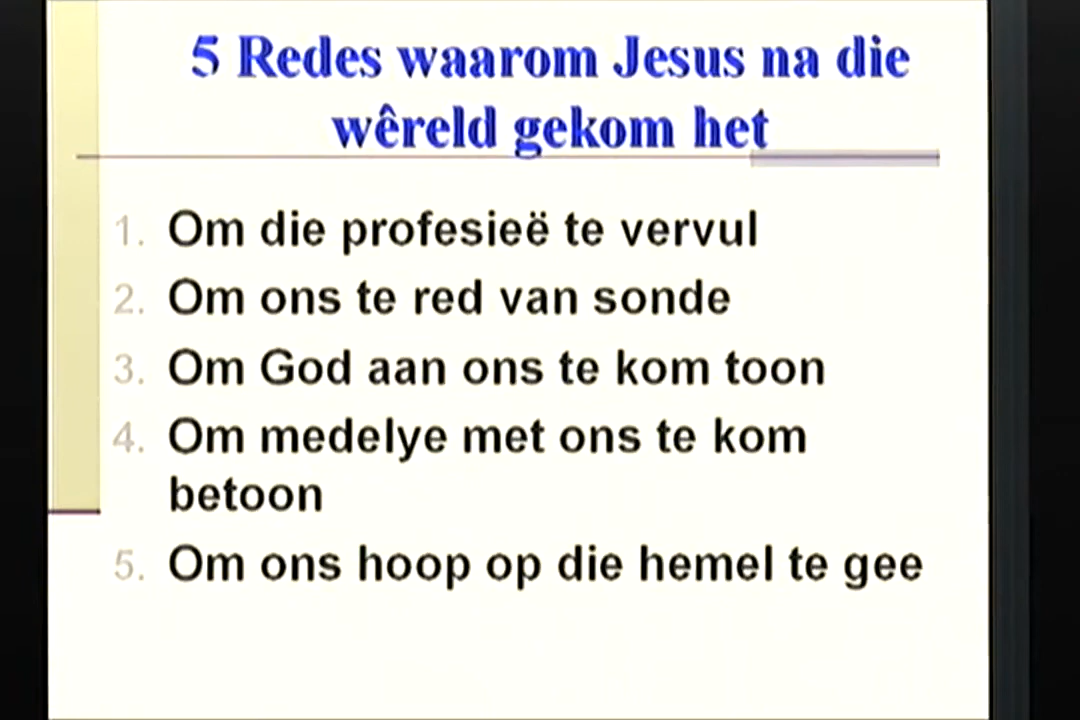 5 Redes waarom Jesus na die
wêreld gekom het
1. Om die profesieë te vervul
2. Om ons te red van sonde
3. Om God aan ons te kom toon
4. Om medelye met ons te kom
betoon
5. Om ons hoop op die hemel te gee